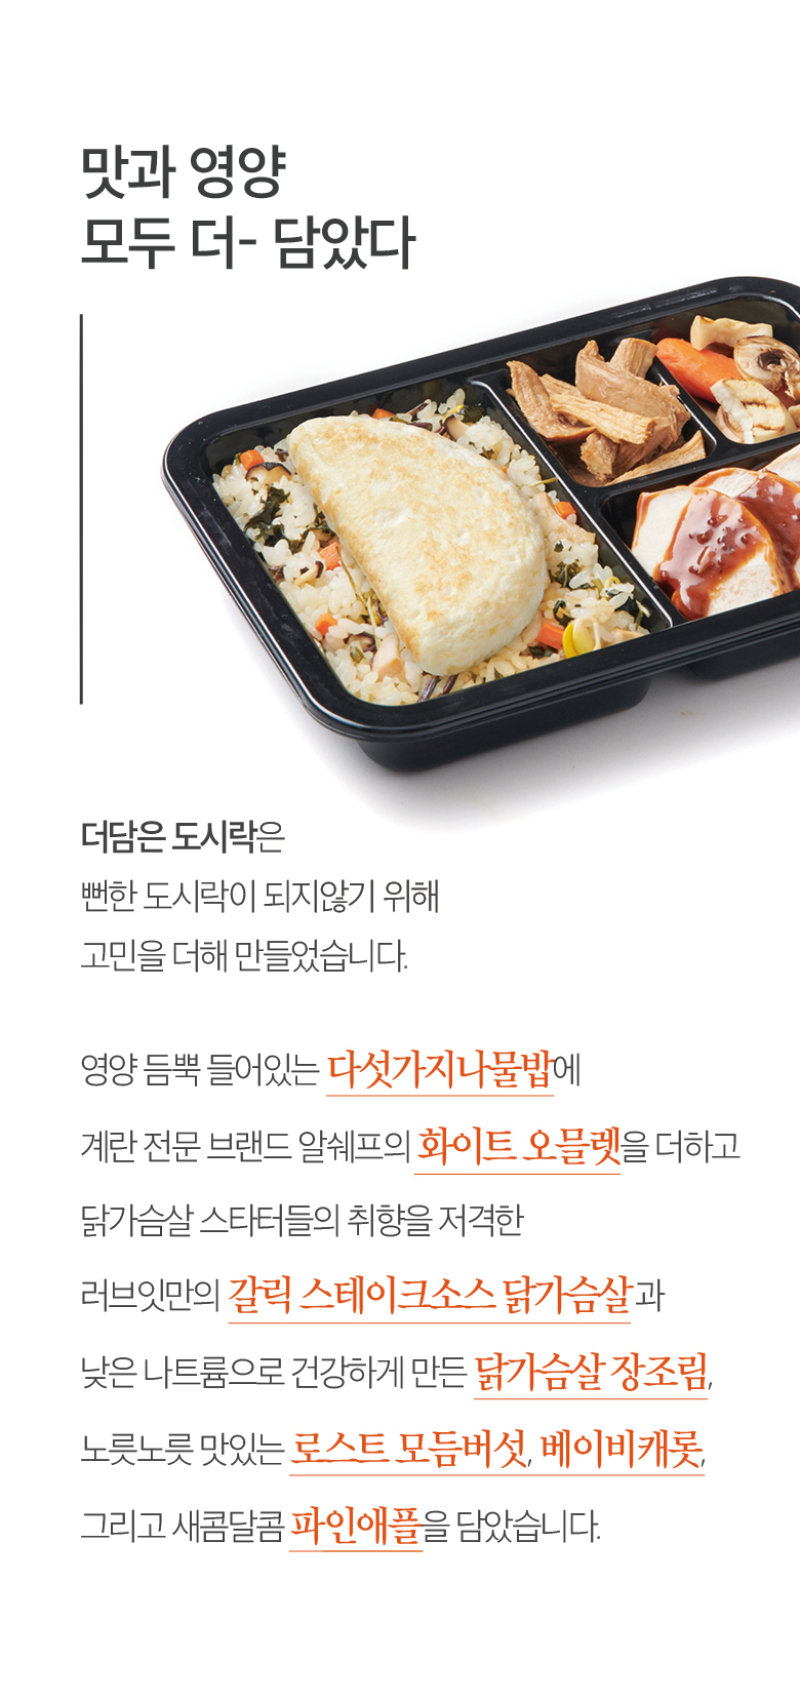 맛과 영양
모두 더- 담았다
더담은 도시락은
뻔한 도시락이 되지않기 위해
고민을 더해 만들었습니다.
영양 듬뿍 들어있는 다섯가지나물밥에
계란 전문 브랜드 알쉐프의 화이트 오믈렛을 더하고
닭가슴살 스타터들의 취향을 저격한
러브잇만의 갈릭 스테이크소스 닭가슴살과
낮은 나트륨으로 건강하게 만든 닭가슴살 장조림,
노릇노릇 맛있는 로스트 모듬버섯, 베이비캐롯,
그리고 새콤달콤 파인애플을 담았습니다.